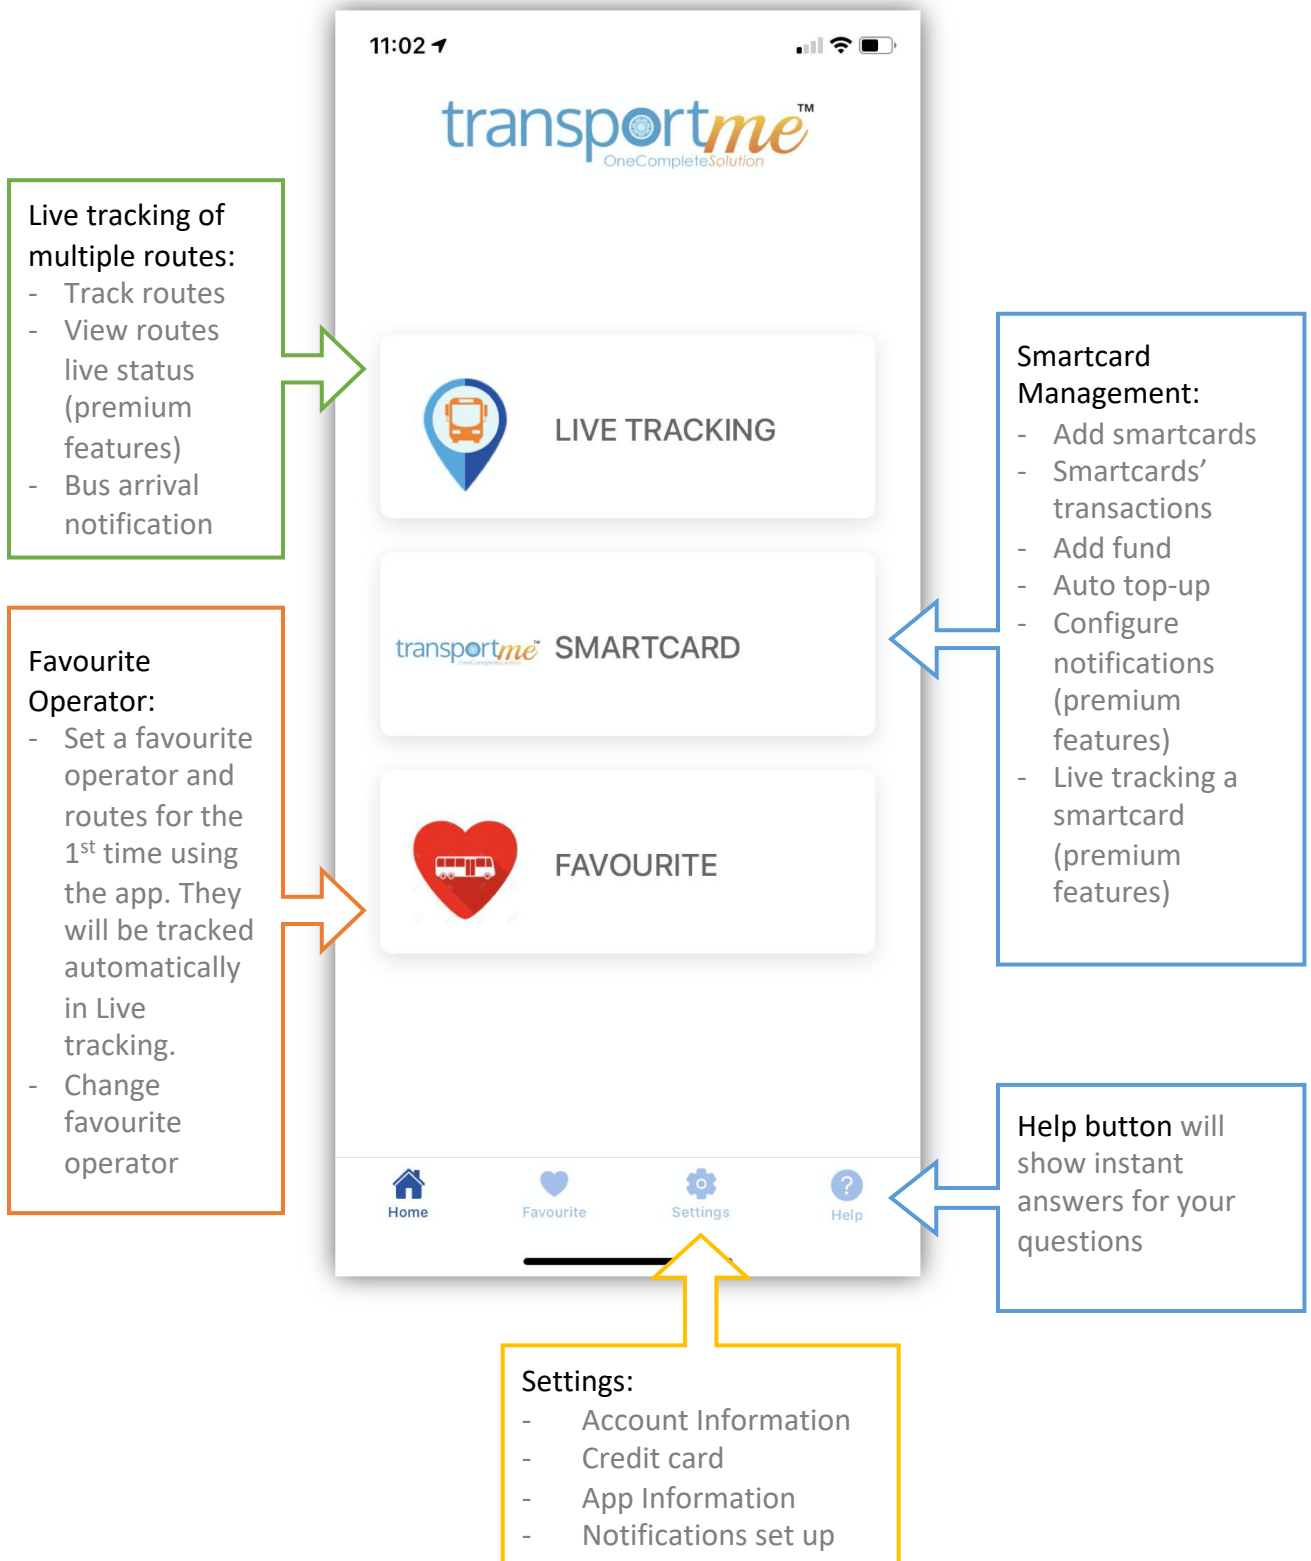 11:02
transportme™
OneCompleteSolution
Live tracking of
multiple routes:
- Track routes
- View routes
live status
(premium
features)
- Bus arrival
notification
LIVE TRACKING
Smartcard
Management:
- Add smartcards
- Smartcards’
transactions
- Add fund
- Auto top-up
- Configure
notifications
(premium
features)
- Live tracking a
smartcard
(premium
features)
transportme™
OneCompleteSolution
SMARTCARD
Favourite
Operator:
- Set a favourite
operator and
routes for the
1st time using
the app. They
will be tracked
automatically
in Live
tracking.
- Change
favourite
operator
FAVOURITE
Home
Favourite
Settings
?
Help
Help button will
show instant
answers for your
questions
Settings:
- Account Information
- Credit card
- App Information
- Notifications set up